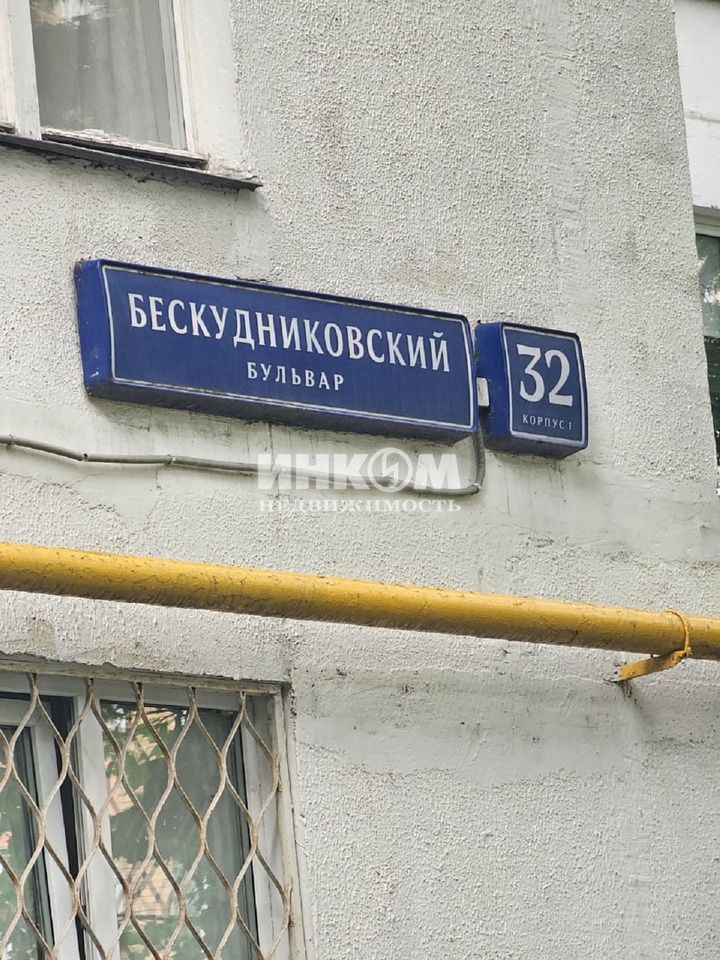 БЕСКУДНИКОВСКИЙ
БУЛЬВАР
32
КОРПУС 1
ИНКОМ
НЕДВИЖИМОСТЬ